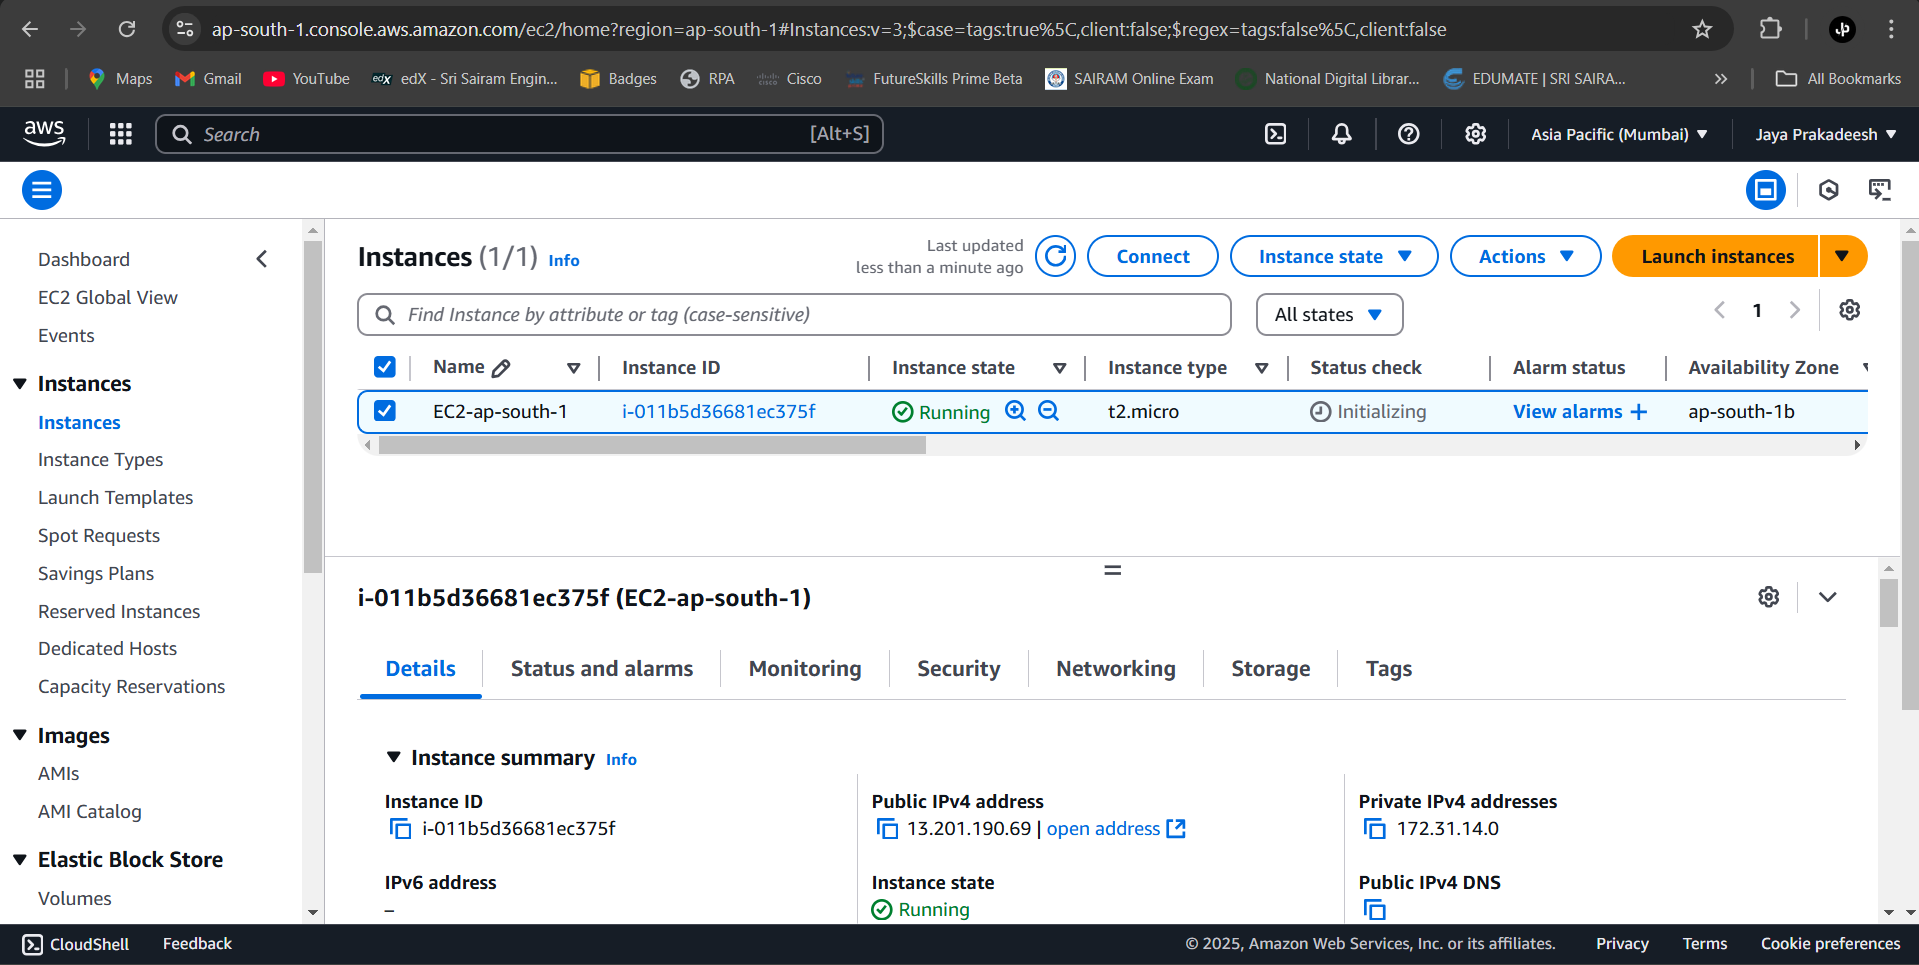 ap-south-1.console.aws.amazon.com/ec2/home?region=ap-south-1#Instances:v=3;$case=tags:true%5C,client:false;$regex=tags:false%5C,client:false
Maps Gmail YouTube edX edX - Sri Sairam Engin... Badges RPA Cisco FutureSkills Prime Beta SAIRAM Online Exam National Digital Librar... EDUMATE | SRI SAIRA... » All Bookmarks
aws Search [Alt+S] Asia Pacific (Mumbai) Jaya Prakadeesh
Dashboard
EC2 Global View
Events
Instances
Instances
Instance Types
Launch Templates
Spot Requests
Savings Plans
Reserved Instances
Dedicated Hosts
Capacity Reservations
Images
AMIs
AMI Catalog
Elastic Block Store
Volumes
Instances (1/1) Info
Last updated
less than a minute ago
Connect Instance state Actions Launch instances
Find Instance by attribute or tag (case-sensitive) All states 1
Name Instance ID Instance state Instance type Status check Alarm status Availability Zone
EC2-ap-south-1 i-011b5d36681ec375f Running t2.micro Initializing View alarms + ap-south-1b
i-011b5d36681ec375f (EC2-ap-south-1)
Details Status and alarms Monitoring Security Networking Storage Tags
Instance summary Info
Instance ID
i-011b5d36681ec375f
Public IPv4 address
13.201.190.69 | open address
Private IPv4 addresses
172.31.14.0
IPv6 address
–
Instance state
Running
Public IPv4 DNS
CloudShell Feedback © 2025, Amazon Web Services, Inc. or its affiliates. Privacy Terms Cookie preferences